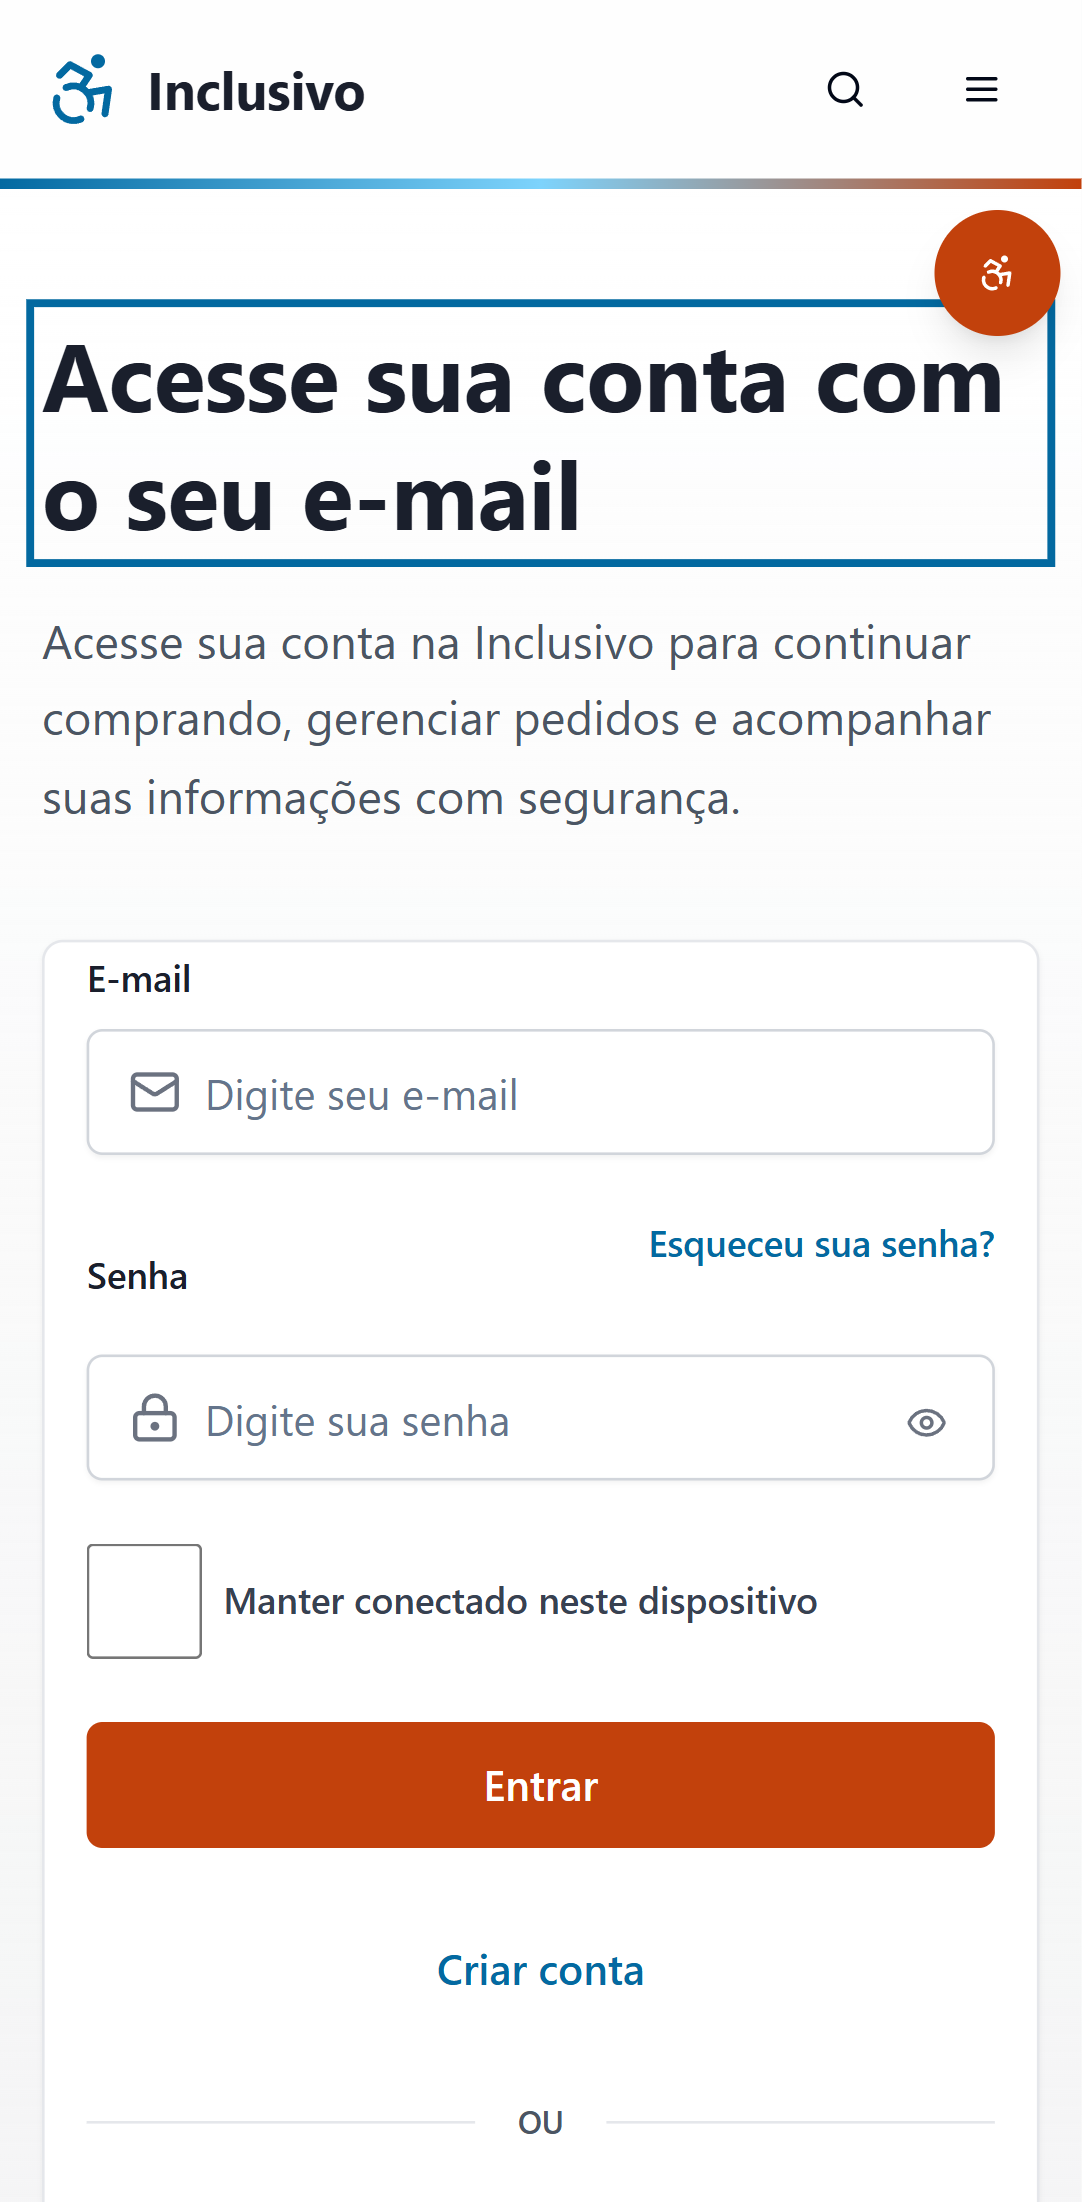 Inclusivo
Acesse sua conta com
o seu e-mail
Acesse sua conta na Inclusivo para continuar
comprando, gerenciar pedidos e acompanhar
suas informações com segurança.
E-mail
Digite seu e-mail
Esqueceu sua senha?
Senha
Digite sua senha
Manter conectado neste dispositivo
Entrar
Criar conta
OU